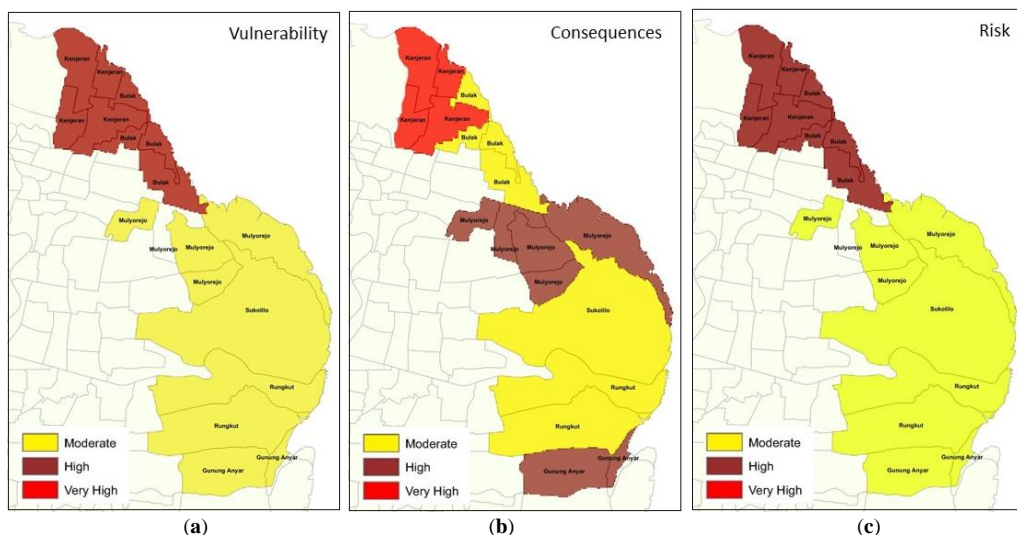 Vulnerability
Kenjeran
Kenjeran
Bulak
Kenjeran
Kenjeran
Bulak
Bulak
Bulak
Mulyorejo
Mulyorejo
Mulyorejo
Mulyorejo
Mulyorejo
Sukolilo
Rungkut
Rungkut
Gunung Anyar
Gunung Anyar
Moderate
High
Very High
(a)
Consequences
Kenjeran
Kenjeran
Bulak
Kenjeran
Kenjeran
Bulak
Bulak
Bulak
Mulyorejo
Mulyorejo
Mulyorejo
Mulyorejo
Mulyorejo
Sukolilo
Rungkut
Rungkut
Gunung Anyar
Gunung Anyar
Moderate
High
Very High
(b)
Risk
Kenjeran
Kenjeran
Bulak
Kenjeran
Kenjeran
Bulak
Bulak
Bulak
Mulyorejo
Mulyorejo
Mulyorejo
Mulyorejo
Mulyorejo
Sukolilo
Rungkut
Rungkut
Gunung Anyar
Gunung Anyar
Moderate
High
Very High
(c)